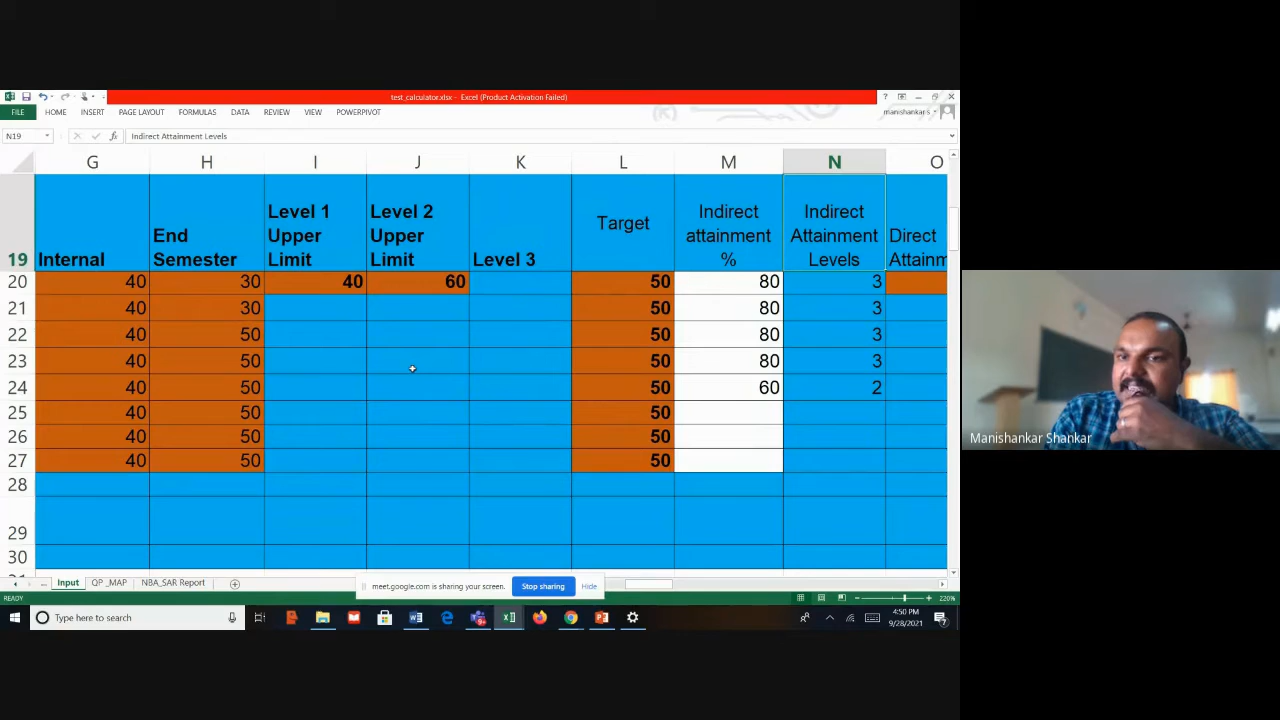 test_calculator.xlsx - Excel (Product Activation Failed)
FILE HOME INSERT PAGE LAYOUT FORMULAS DATA REVIEW VIEW POWERPIVOT
manishankar s
N19 Indirect Attainment Levels
G H I J K L M N O
19 Internal End Semester Level 1 Upper Limit Level 2 Upper Limit Level 3 Target Indirect attainment % Indirect Attainment Levels Direct
20 40 30 40 60 50 80 3
21 40 30 50 80 3
22 40 50 50 80 3
23 40 50 50 80 3
24 40 50 50 60 2
25 40 50 50
26 40 50 50
27 40 50 50
28
29
30
Manishankar Shankar
Input QP _MAP NBA_SAR Report
meet.google.com is sharing your screen. Stop sharing Hide
READY 220%
Type here to search
4:50 PM
9/28/2021